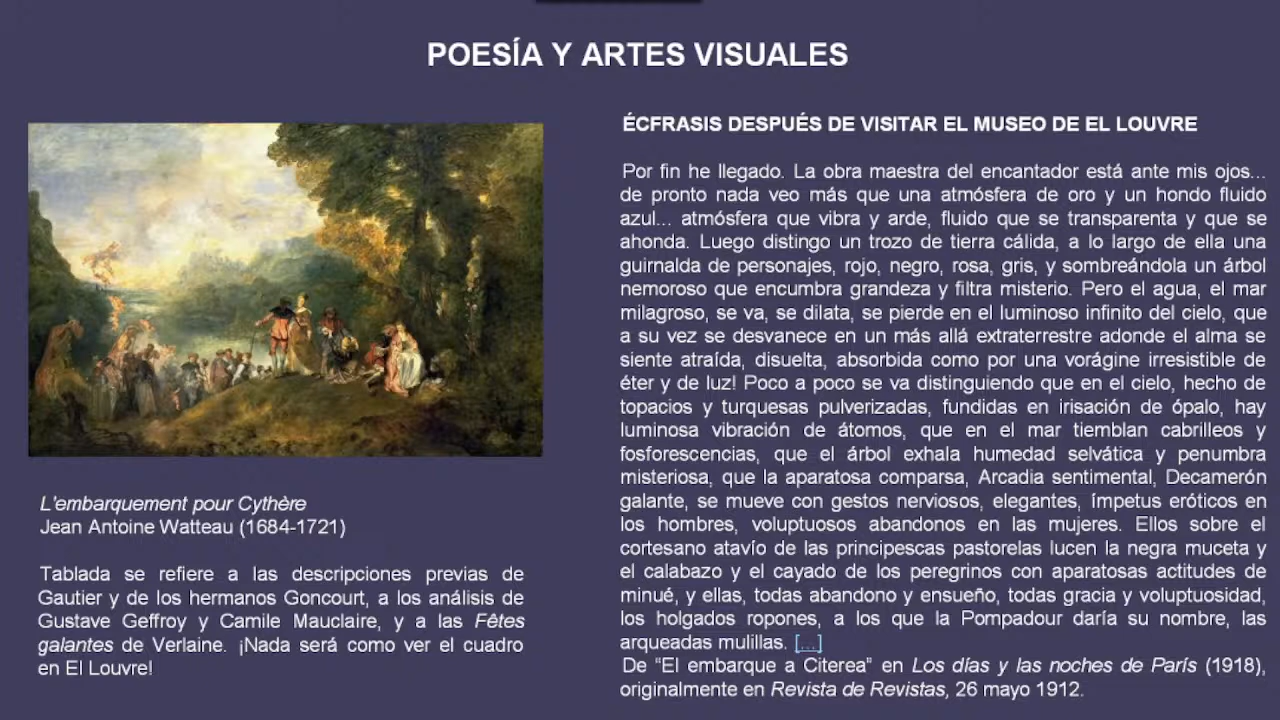 POESÍA Y ARTES VISUALES
L'embarquement pour Cythère
Jean Antoine Watteau (1684-1721)
Tablada se refiere a las descripciones previas de
Gautier y de los hermanos Goncourt, a los análisis de
Gustave Geffroy y Camile Mauclaire, y a las Fêtes
galantes de Verlaine. ¡Nada será como ver el cuadro
en El Louvre!
ÉCFRASIS DESPUÉS DE VISITAR EL MUSEO DE EL LOUVRE
Por fin he llegado. La obra maestra del encantador está ante mis ojos...
de pronto nada veo más que una atmósfera de oro y un hondo fluido
azul... atmósfera que vibra y arde, fluido que se transparenta y que se
ahonda. Luego distingo un trozo de tierra cálida, a lo largo de ella una
guirnalda de personajes, rojo, negro, rosa, gris, y sombreándola un árbol
nemoroso que encumbra grandeza y filtra misterio. Pero el agua, el mar
milagroso, se va, se dilata, se pierde en el luminoso infinito del cielo, que
a su vez se desvanece en un más allá extraterrestre adonde el alma se
siente atraída, disuelta, absorbida como por una vorágine irresistible de
éter y de luz! Poco a poco se va distinguiendo que en el cielo, hecho de
topacios y turquesas pulverizadas, fundidas en irisación de ópalo, hay
luminosa vibración de átomos, que en el mar tiemblan cabrilleos y
fosforescencias, que el árbol exhala humedad selvática y penumbra
misteriosa, que la aparatosa comparsa, Arcadia sentimental, Decamerón
galante, se mueve con gestos nerviosos, elegantes, ímpetus eróticos en
los hombres, voluptuosos abandonos en las mujeres. Ellos sobre el
cortesano atavío de las principescas pastorelas lucen la negra muceta y
el calabazo y el cayado de los peregrinos con aparatosas actitudes de
minué, y ellas, todas abandono y ensueño, todas gracia y voluptuosidad,
los holgados ropones, a los que la Pompadour daría su nombre, las
arqueadas mulillas. [...]
De “El embarque a Citerea” en Los días y las noches de París (1918),
originalmente en Revista de Revistas, 26 mayo 1912.